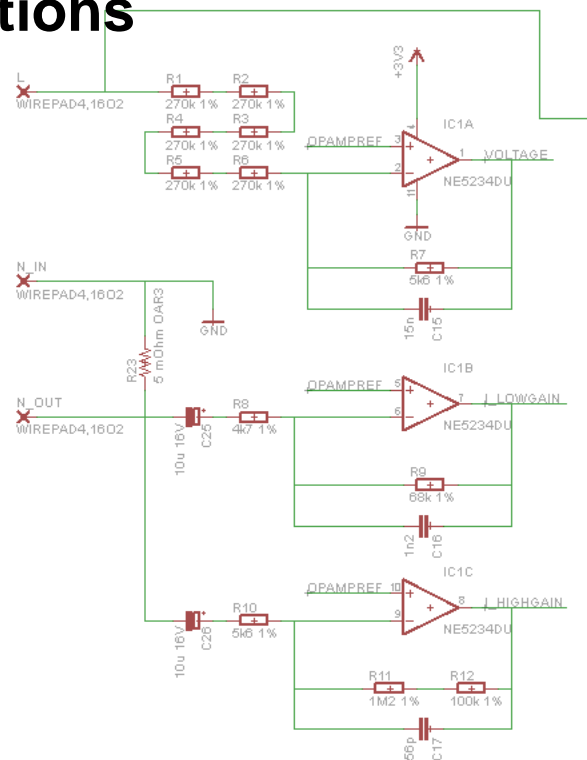 tions
+3V3
L
WIREPAD4,16O2
R1 R2
270k 1% 270k 1%
R4 R3
270k 1% 270k 1%
R5 R6
270k 1% 270k 1%
OPAMPREF
3
2
4
11
1
IC1A
VOLTAGE
NE5234DU
GND
R7
5k6 1%
15n
C15
N_IN
WIREPAD4,16O2
GND
R23
5 mOhm OAR3
N_OUT
WIREPAD4,16O2
10u 16V
C25
R8
4k7 1%
OPAMPREF
5
6
7
IC1B
I_LOWGAIN
NE5234DU
R9
68k 1%
1n2
C16
10u 16V
C26
R10
5k6 1%
OPAMPREF
10
9
8
IC1C
I_HIGHGAIN
NE5234DU
R11 R12
1M2 1% 100k 1%
56p
C17